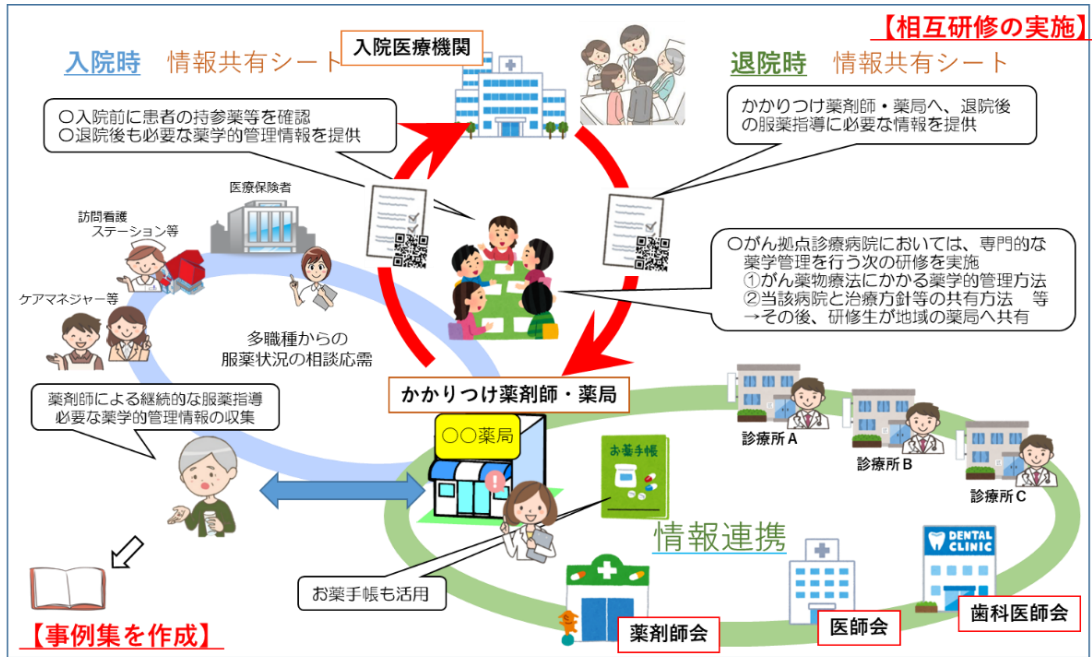 【相互研修の実施】
入院医療機関
入院時 情報共有シート
退院時 情報共有シート
〇入院前に患者の持参薬等を確認
〇退院後も必要な薬学的管理情報を提供
かかりつけ薬剤師・薬局へ、退院後
の服薬指導に必要な情報を提供
医療保険者
訪問看護
ステーション等
ケアマネジャー等
多職種からの
服薬状況の相談応需
〇がん拠点診療病院においては、専門的な
薬学管理を行う次の研修を実施
①がん薬物療法にかかる薬学的管理方法
②当該病院と治療方針等の共有方法 等
→その後、研修生が地域の薬局へ共有
かかりつけ薬剤師・薬局
薬剤師による継続的な服薬指導
必要な薬学的管理情報の収集
〇〇薬局
お薬手帳
診療所A
診療所B
診療所C
情報連携
DENTAL
CLINIC
お薬手帳も活用
薬剤師会
医師会
歯科医師会
【事例集を作成】